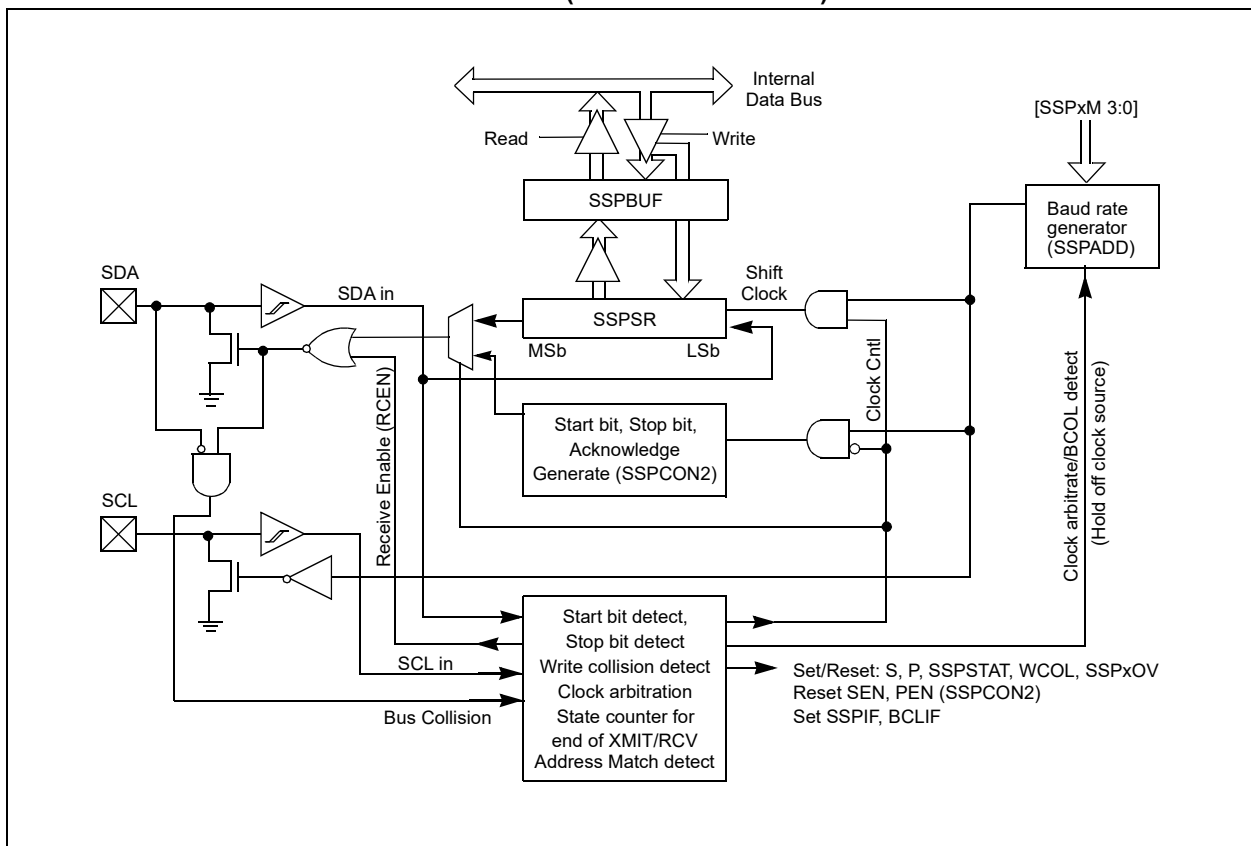 Internal
Data Bus
[SSPxM 3:0]
Read
Write
SSPBUF
Baud rate
generator
(SSPADD)
SDA
SDA in
Shift
Clock
SSPSR
MSb
LSb
Clock Cntl
Receive Enable (RCEN)
Start bit, Stop bit,
Acknowledge
Generate (SSPCON2)
Clock arbitrate/BCOL detect
(Hold off clock source)
SCL
SCL in
Bus Collision
Start bit detect,
Stop bit detect
Write collision detect
Clock arbitration
State counter for
end of XMIT/RCV
Address Match detect
Set/Reset: S, P, SSPSTAT, WCOL, SSPxOV
Reset SEN, PEN (SSPCON2)
Set SSPIF, BCLIF